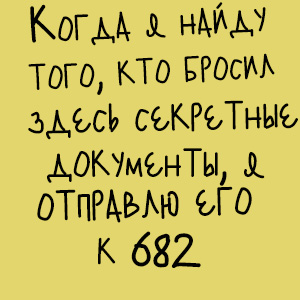 Когда я найду
того, кто бросил
здесь секретные
документы, я
отправлю его
к 682